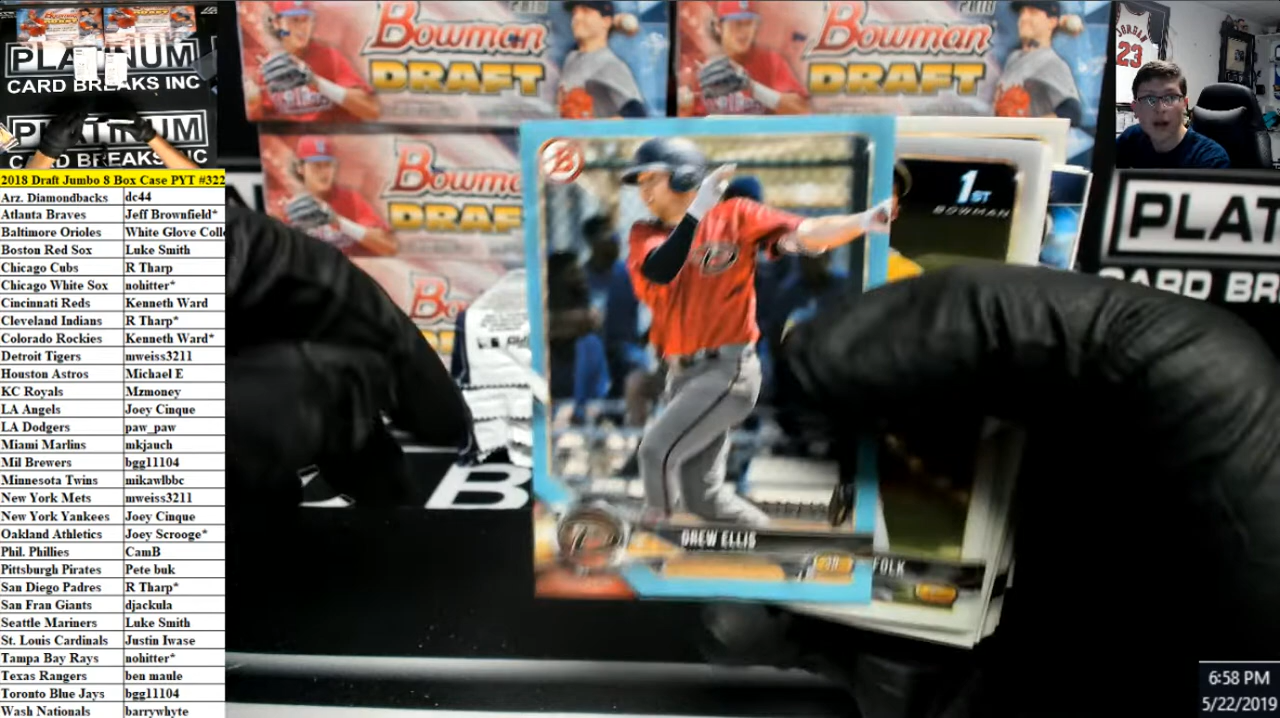 2018
Bowman
DRAFT
2018
Bowman
DRAFT
Bowman
DRAFT
Bo
PLATINUM
CARD BREAKS INC
PLATINUM
CARD BREAKS INC
JORDAN
23
2018 Draft Jumbo 8 Box Case PYT #322
Arz. Diamondbacks dc44
Atlanta Braves Jeff Brownfield*
Baltimore Orioles White Glove Colle
Boston Red Sox Luke Smith
Chicago Cubs R Tharp
Chicago White Sox nohitter*
Cincinnati Reds Kenneth Ward
Cleveland Indians R Tharp*
Colorado Rockies Kenneth Ward*
Detroit Tigers mweiss3211
Houston Astros Michael E
KC Royals Mzmoney
LA Angels Joey Cinque
LA Dodgers paw_paw
Miami Marlins mkjauch
Mil Brewers bgg11104
Minnesota Twins mikawlbbc
New York Mets mweiss3211
New York Yankees Joey Cinque
Oakland Athletics Joey Scrooge*
Phil. Phillies CamB
Pittsburgh Pirates Pete buk
San Diego Padres R Tharp*
San Fran Giants djackula
Seattle Mariners Luke Smith
St. Louis Cardinals Justin Iwase
Tampa Bay Rays nohitter*
Texas Rangers ben maule
Toronto Blue Jays bgg11104
Wash Nationals barrywhyte
B
1ST
BOWMAN
DREW ELLIS
FOLK
B
PLAT
CARD BR
6:58 PM
5/22/2019